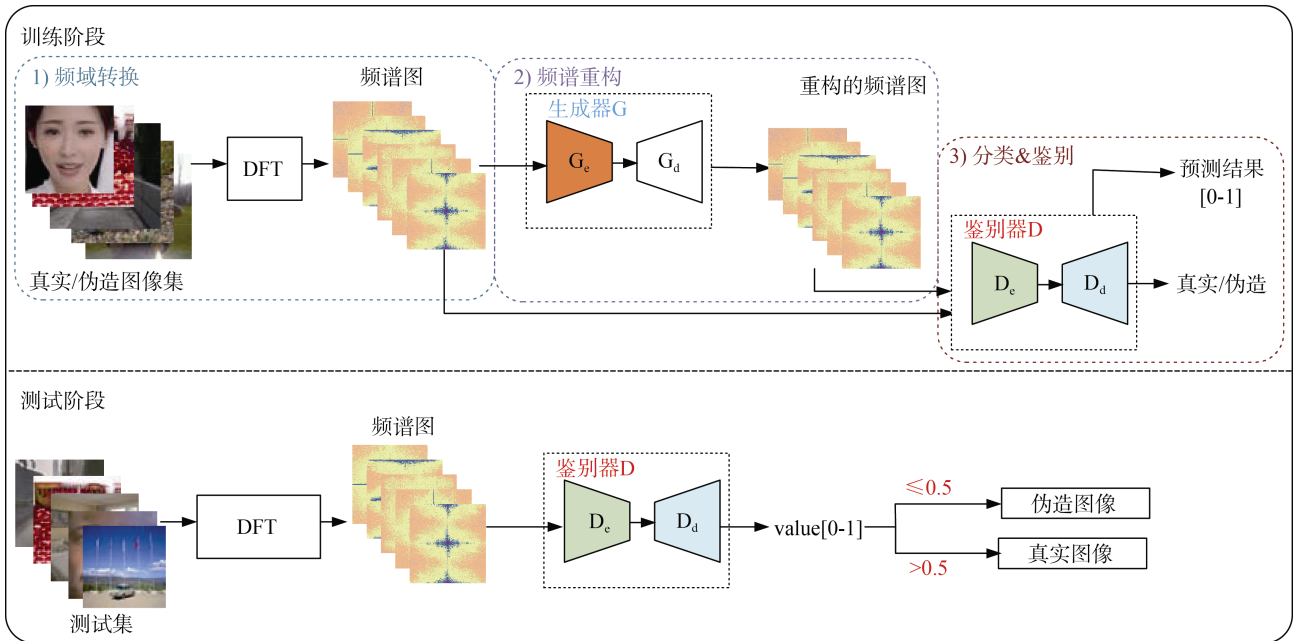 训练阶段
1) 频域转换
频谱图
2) 频谱重构
重构的频谱图
生成器G
DFT
Ge
Gd
真实/伪造图像集
3) 分类&鉴别
预测结果
[0-1]
鉴别器D
De
Dd
真实/伪造
测试阶段
频谱图
鉴别器D
DFT
De
Dd
value[0-1]
≤0.5
伪造图像
>0.5
真实图像
测试集